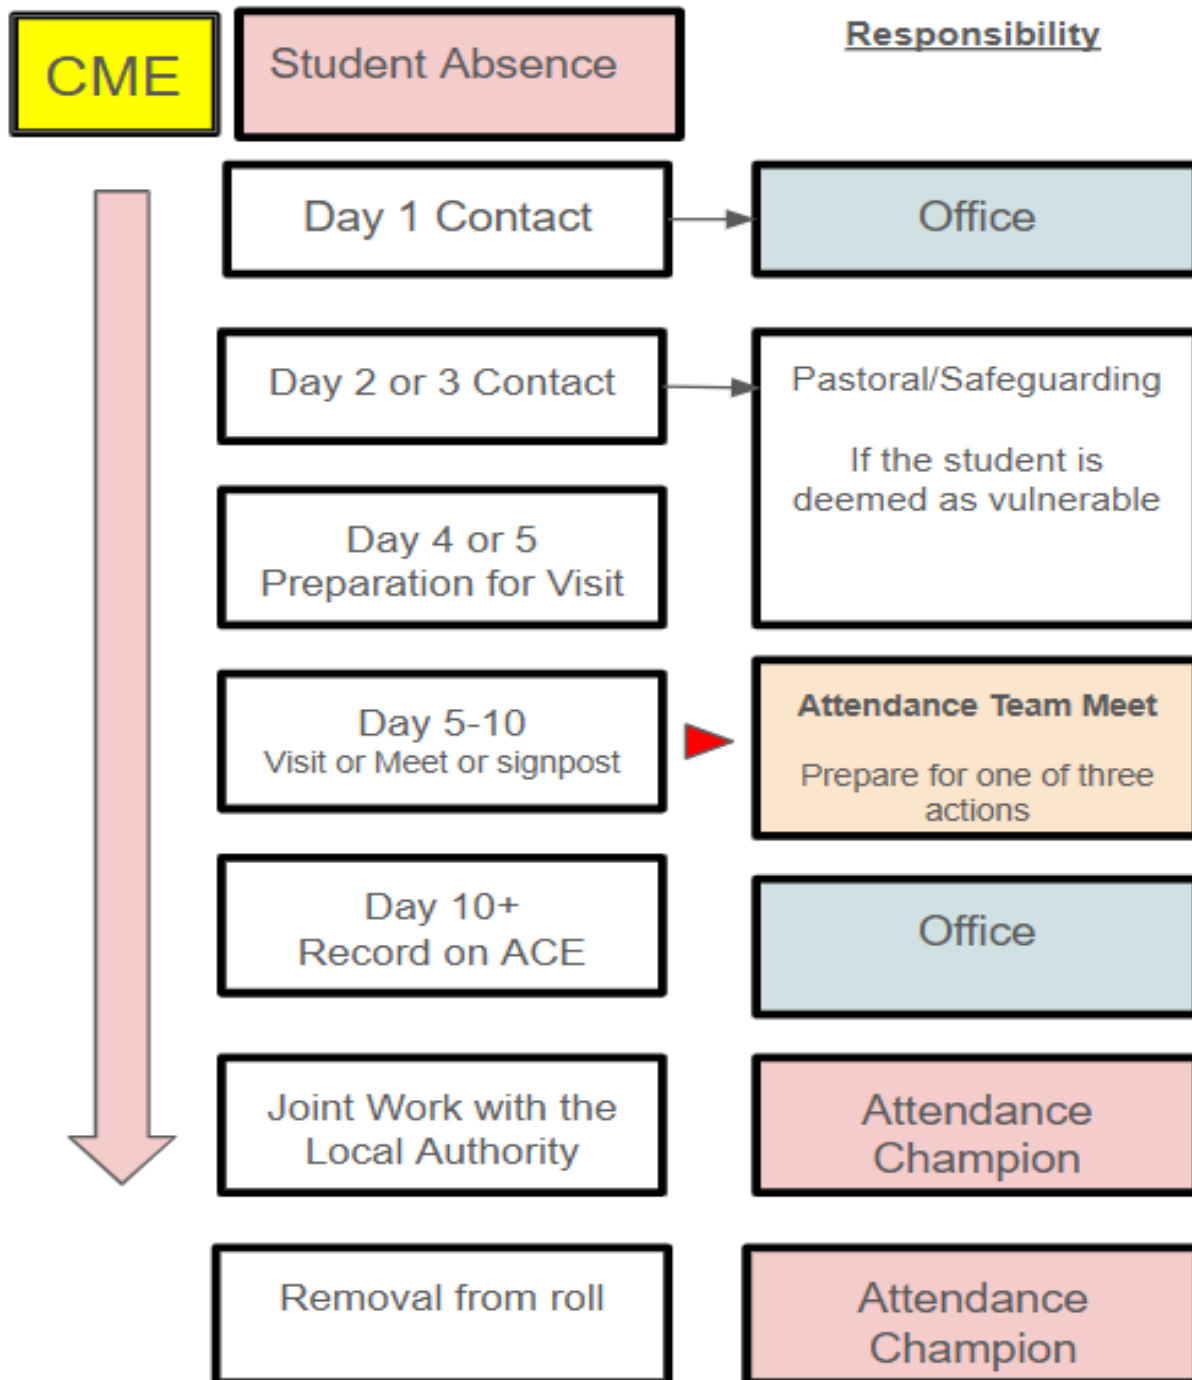 CME
Student Absence
Responsibility
Day 1 Contact
Office
Day 2 or 3 Contact
Pastoral/Safeguarding
If the student is
deemed as vulnerable
Day 4 or 5
Preparation for Visit
Day 5-10
Visit or Meet or signpost
Attendance Team Meet
Prepare for one of three
actions
Day 10+
Record on ACE
Office
Joint Work with the
Local Authority
Attendance
Champion
Removal from roll
Attendance
Champion